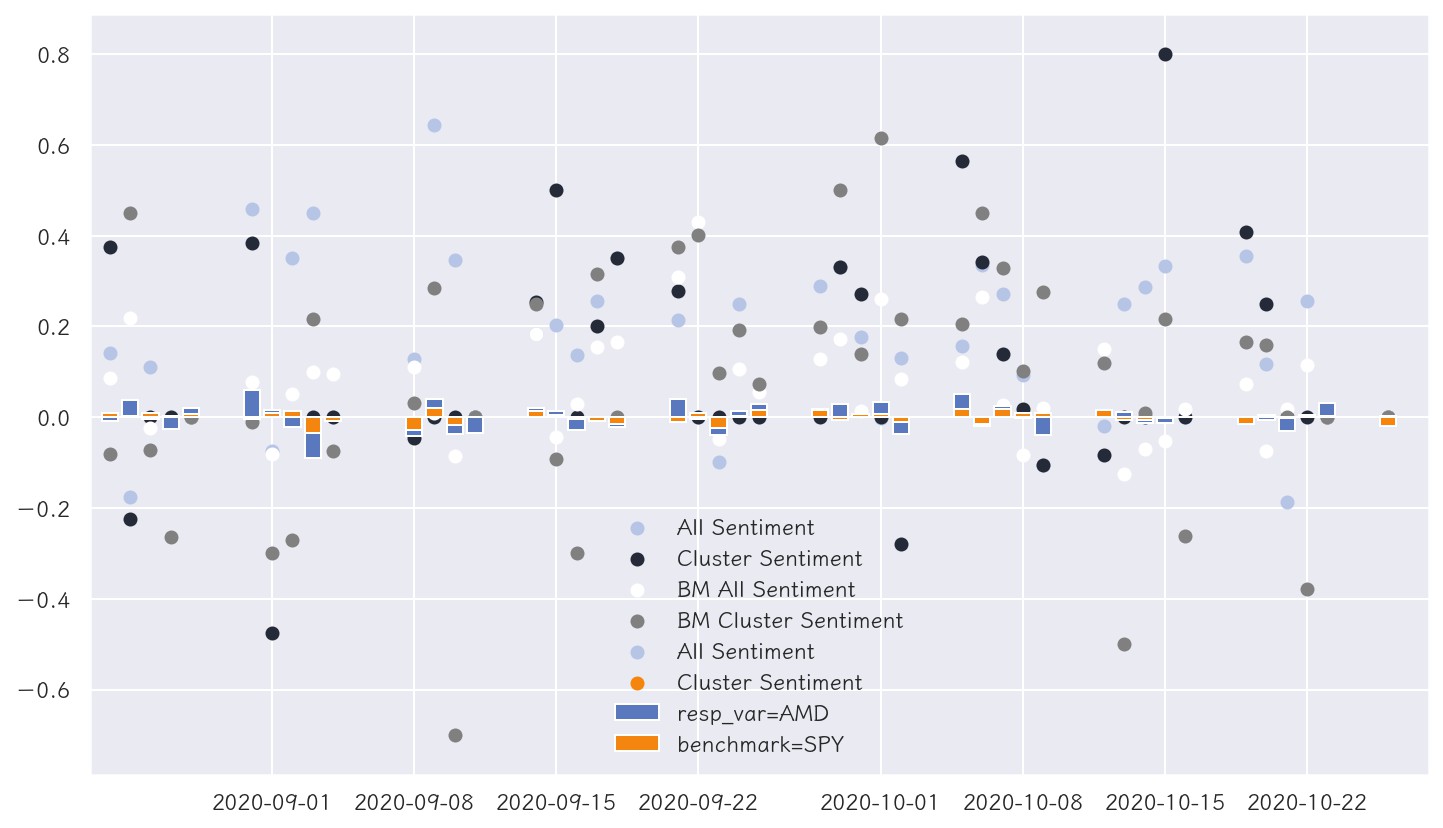 0.8
0.6
0.4
0.2
0.0
−0.2
−0.4
−0.6
All Sentiment
Cluster Sentiment
BM All Sentiment
BM Cluster Sentiment
All Sentiment
Cluster Sentiment
resp_var=AMD
benchmark=SPY
2020-09-01 2020-09-08 2020-09-15 2020-09-22 2020-10-01 2020-10-08 2020-10-15 2020-10-22